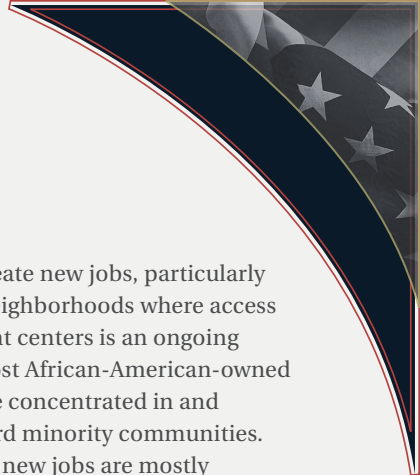 eate new jobs, particularly
ighborhoods where access
t centers is an ongoing
st African-American-owned
e concentrated in and
rd minority communities.
new jobs are mostly